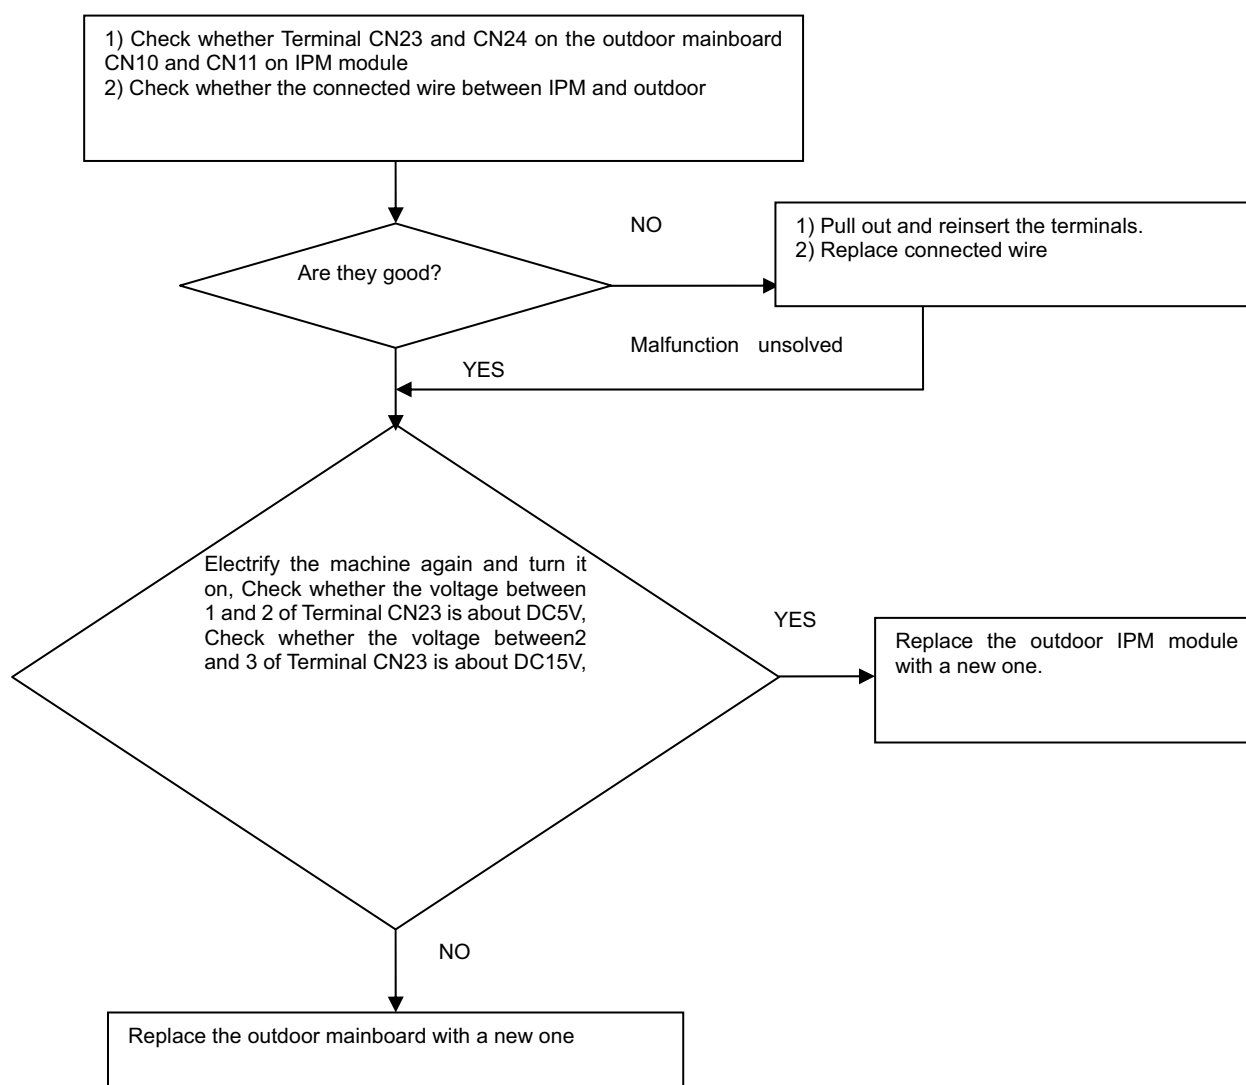 1) Check whether Terminal CN23 and CN24 on the outdoor mainboard
CN10 and CN11 on IPM module
2) Check whether the connected wire between IPM and outdoor
NO
1) Pull out and reinsert the terminals.
2) Replace connected wire
Are they good?
Malfunction unsolved
YES
Electrify the machine again and turn it
on, Check whether the voltage between
1 and 2 of Terminal CN23 is about DC5V,
Check whether the voltage between2
and 3 of Terminal CN23 is about DC15V,
YES
Replace the outdoor IPM module
with a new one.
NO
Replace the outdoor mainboard with a new one